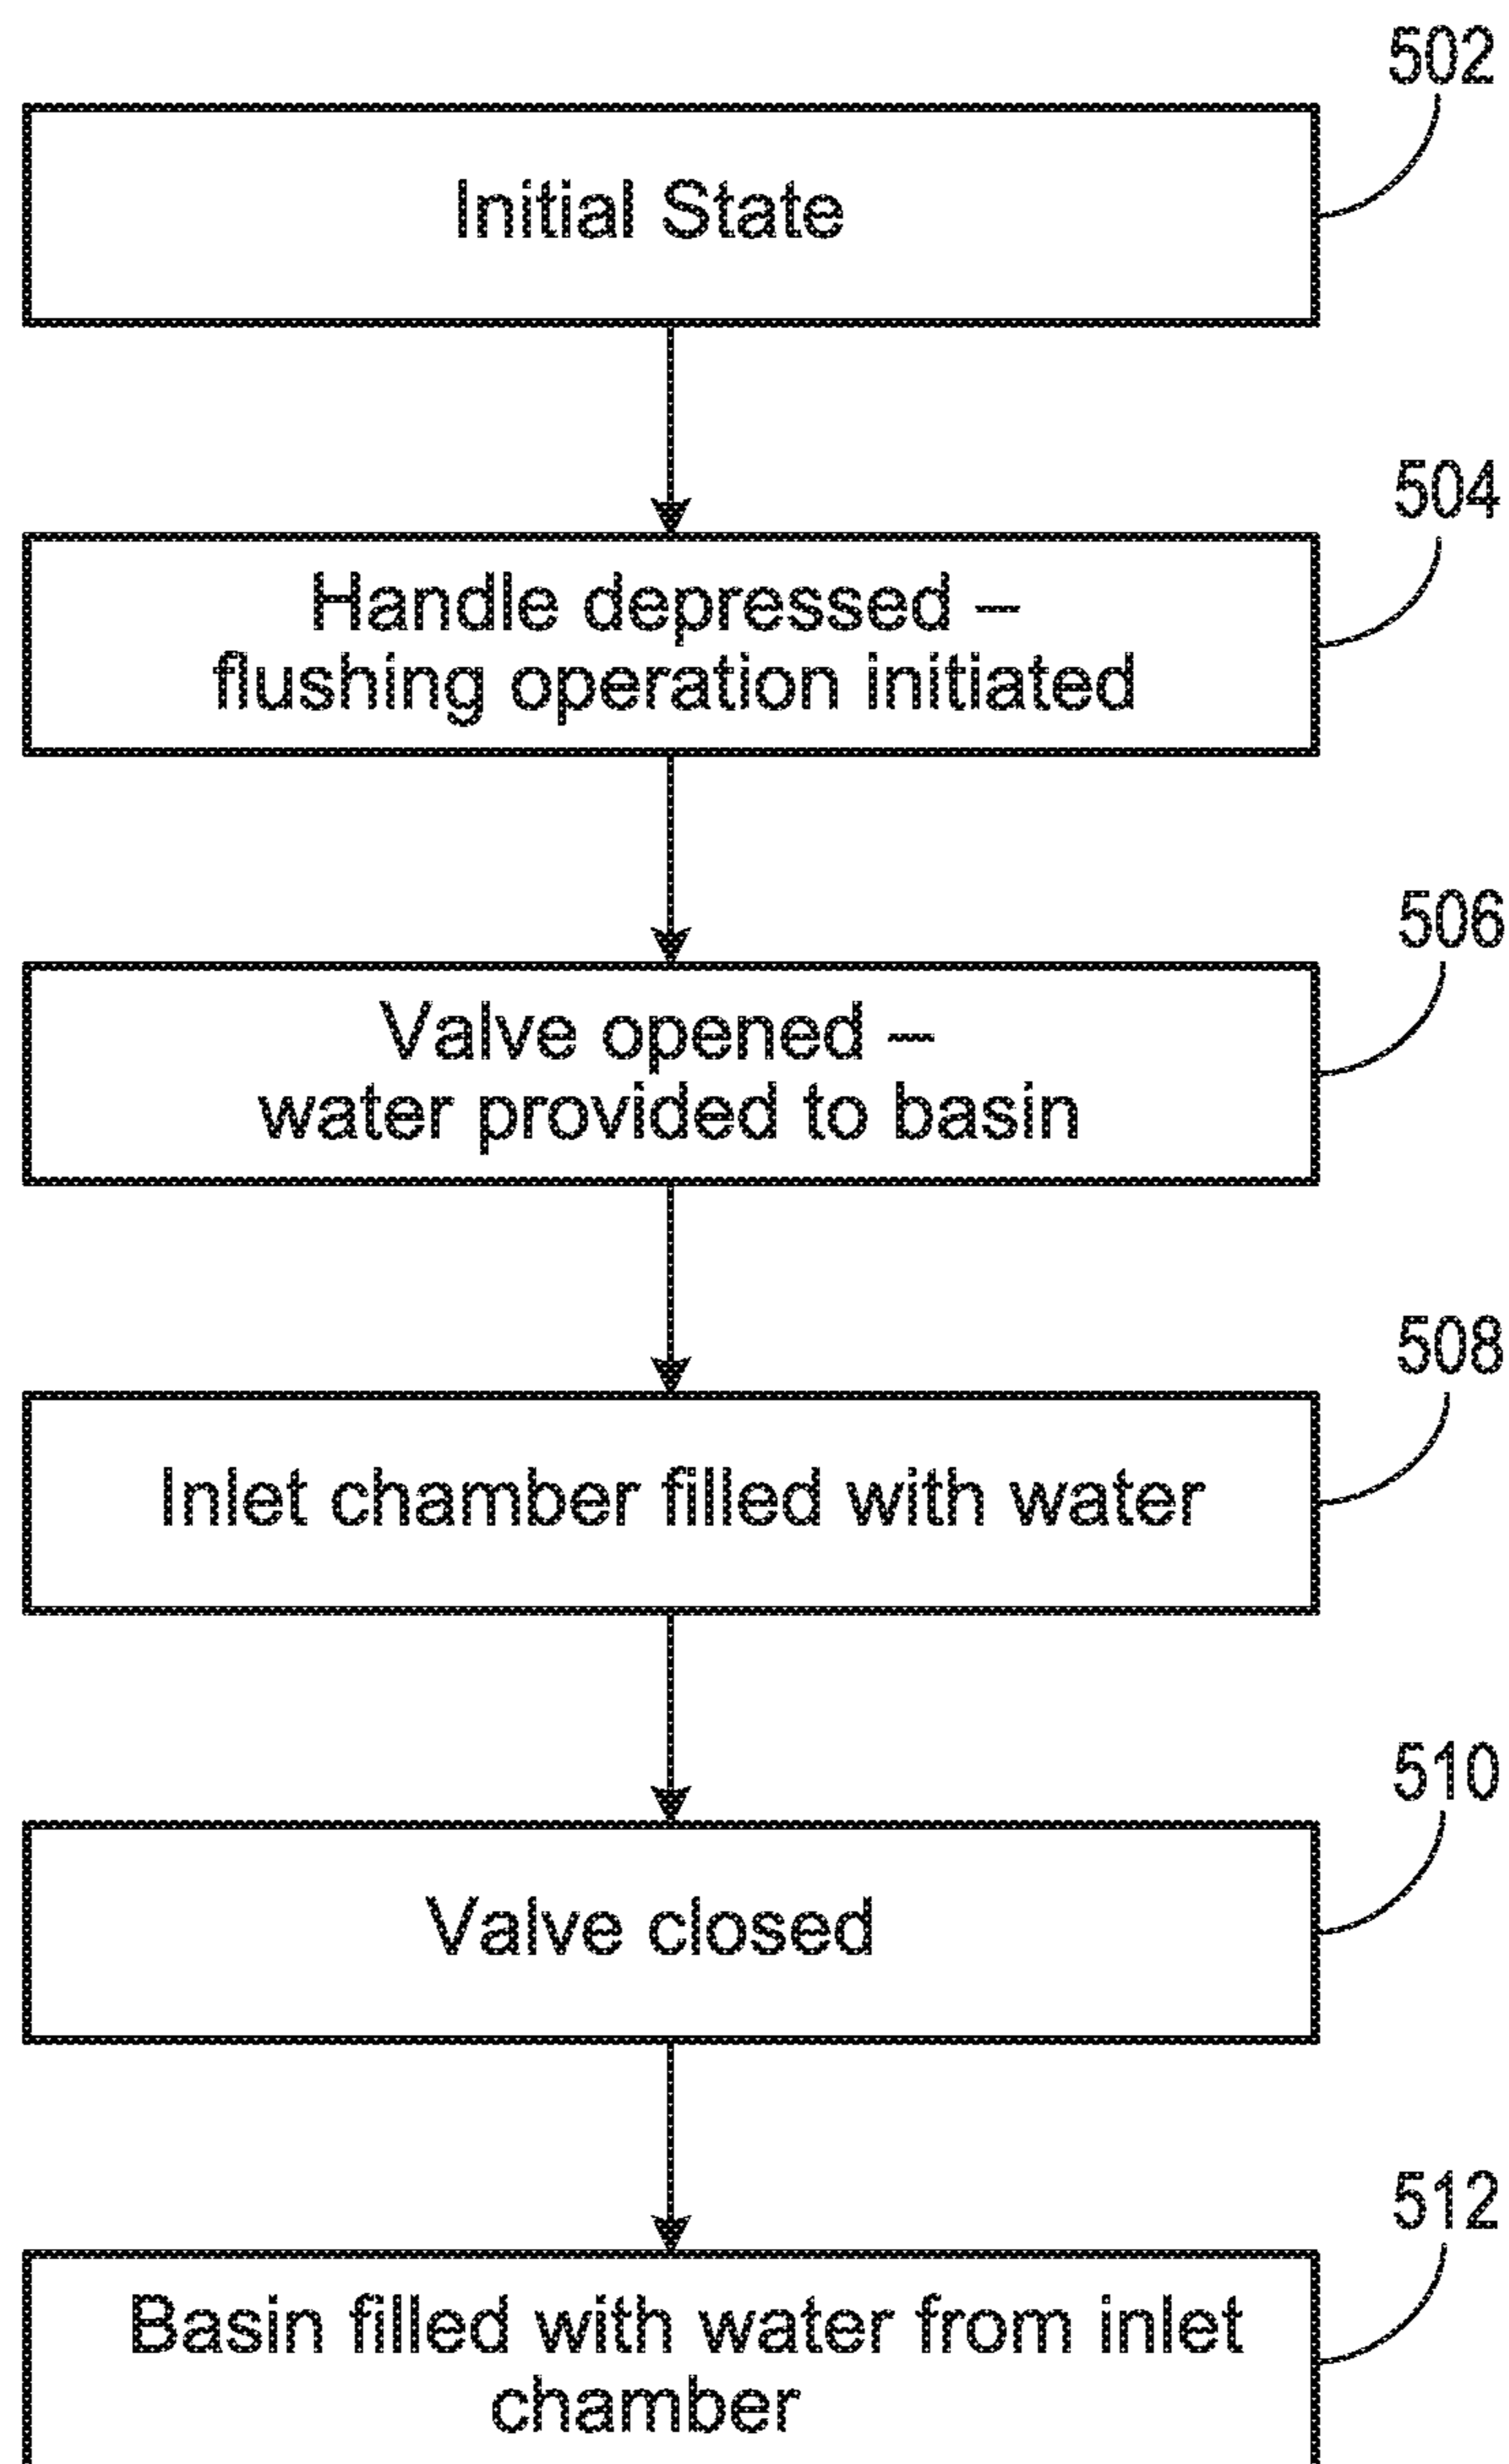 502
Initial State
504
Handle depressed –
flushing operation initiated
506
Valve opened –
water provided to basin
508
Inlet chamber filled with water
510
Valve closed
512
Basin filled with water from inlet
chamber